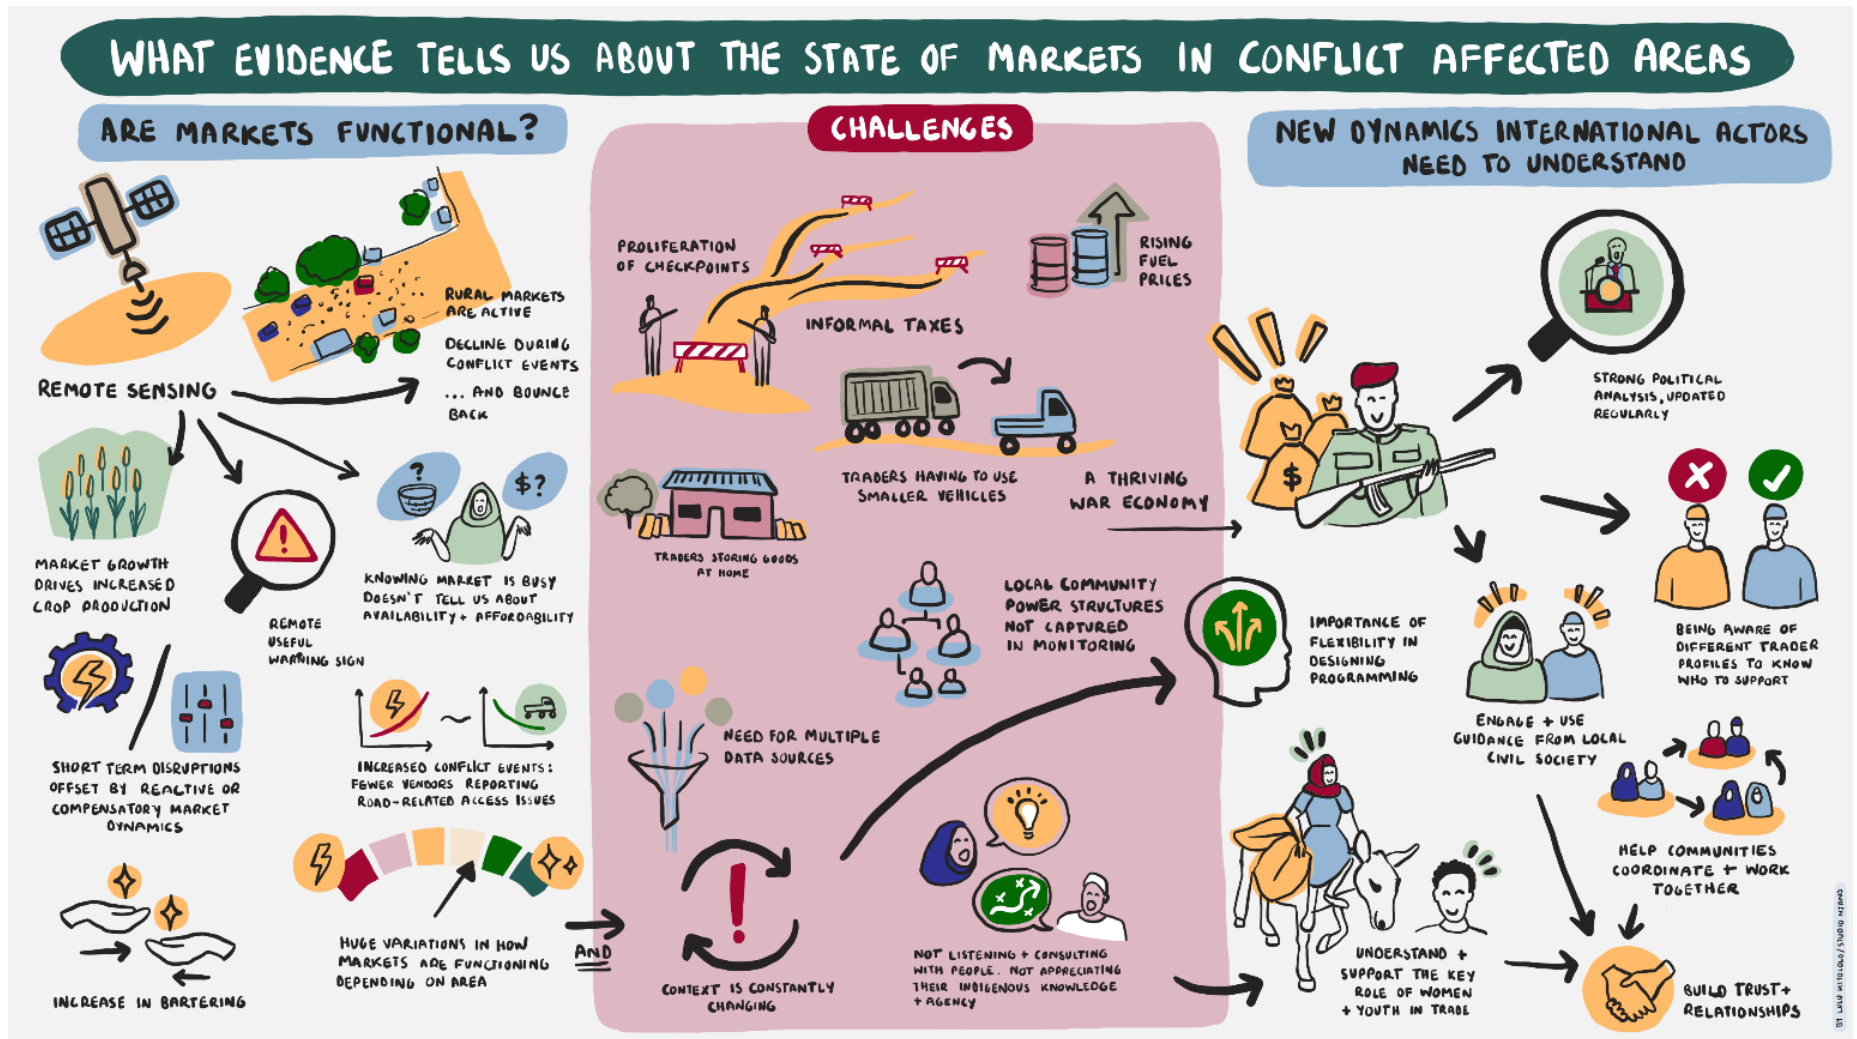 WHAT EVIDENCE TELLS US ABOUT THE STATE OF MARKETS IN CONFLICT AFFECTED AREAS
ARE MARKETS FUNCTIONAL?
REMOTE SENSING
RURAL MARKETS
ARE ACTIVE
DECLINE DURING
CONFLICT EVENTS
... AND BOUNCE
BACK
MARKET GROWTH
DRIVES INCREASED
CROP PRODUCTION
!
REMOTE
USEFUL
WARNING SIGN
?
$?
KNOWING MARKET IS BUSY
DOESN'T TELL US ABOUT
AVAILABILITY + AFFORDABILITY
SHORT TERM DISRUPTIONS
OFFSET BY REACTIVE OR
COMPENSATORY MARKET
DYNAMICS
~
INCREASED CONFLICT EVENTS:
FEWER VENDORS REPORTING
ROAD-RELATED ACCESS ISSUES
INCREASE IN BARTERING
HUGE VARIATIONS IN HOW
MARKETS ARE FUNCTIONING
DEPENDING ON AREA
AND
CHALLENGES
PROLIFERATION
OF CHECKPOINTS
INFORMAL TAXES
RISING
FUEL
PRICES
TRADERS HAVING TO USE
SMALLER VEHICLES
TRADERS STORING GOODS
AT HOME
A THRIVING
WAR ECONOMY
LOCAL COMMUNITY
POWER STRUCTURES
NOT CAPTURED
IN MONITORING
NEED FOR MULTIPLE
DATA SOURCES
!
CONTEXT IS CONSTANTLY
CHANGING
NOT LISTENING + CONSULTING
WITH PEOPLE. NOT APPRECIATING
THEIR INDIGENOUS KNOWLEDGE
+ AGENCY
NEW DYNAMICS INTERNATIONAL ACTORS
NEED TO UNDERSTAND
$
STRONG POLITICAL
ANALYSIS, UPDATED
REGULARLY
BEING AWARE OF
DIFFERENT TRADER
PROFILES TO KNOW
WHO TO SUPPORT
IMPORTANCE OF
FLEXIBILITY IN
DESIGNING
PROGRAMMING
ENGAGE + USE
GUIDANCE FROM LOCAL
CIVIL SOCIETY
HELP COMMUNITIES
COORDINATE + WORK
TOGETHER
UNDERSTAND +
SUPPORT THE KEY
ROLE OF WOMEN
+ YOUTH IN TRADE
BUILD TRUST +
RELATIONSHIPS